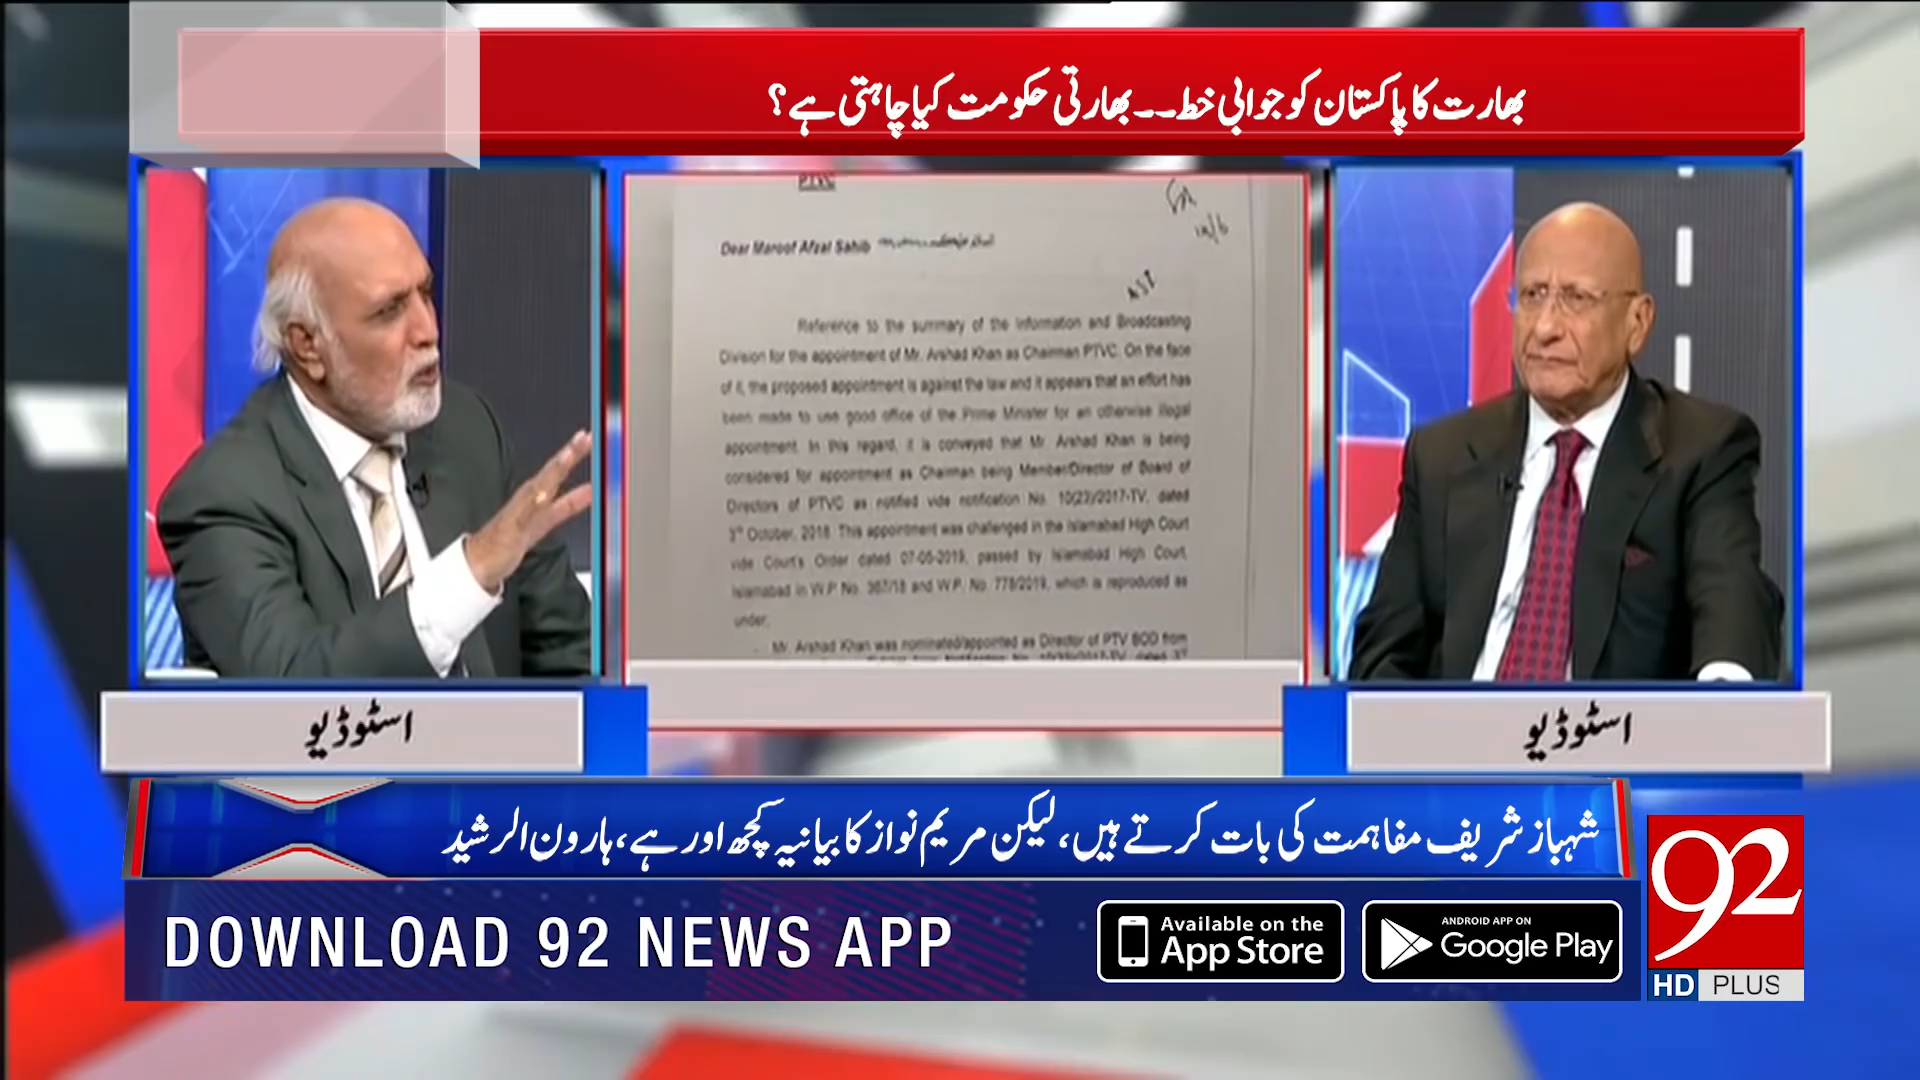 بھارت کا پاکستان کو جوابی خط۔۔بھارتی حکومت کیا چاہتی ہے؟
PTVC
Dear Maroof Afzal Sahib
Reference to the summary of the Information and Broadcasting
Division for the appointment of Mr. Arshad Khan as Chairman PTVC. On the face
of it, the proposed appointment is against the law and it appears that an effort has
been made to use good office of the Prime Minister for an otherwise illegal
appointment. In this regard, it is conveyed that Mr. Arshad Khan is being
considered for appointment as Chairman being Member/Director of Board of
Directors of PTVC as notified vide notification No. 10(23)/2017-TV, dated
3rd October, 2018. This appointment was challenged in the Islamabad High Court
vide Court's Order dated 07-05-2019, passed by Islamabad High Court,
Islamabad in W.P No. 367/18 and W.P. No. 778/2019, which is reproduced as
under;
Mr. Arshad Khan was nominated/appointed as Director of PTV BOD from
اسٹوڈیو
اسٹوڈیو
شہباز شریف مفاہمت کی بات کرتے ہیں، لیکن مریم نواز کا بیانیہ کچھ اور ہے، ہارون الرشید
DOWNLOAD 92 NEWS APP
Available on the
App Store
ANDROID APP ON
Google Play
92
HD PLUS